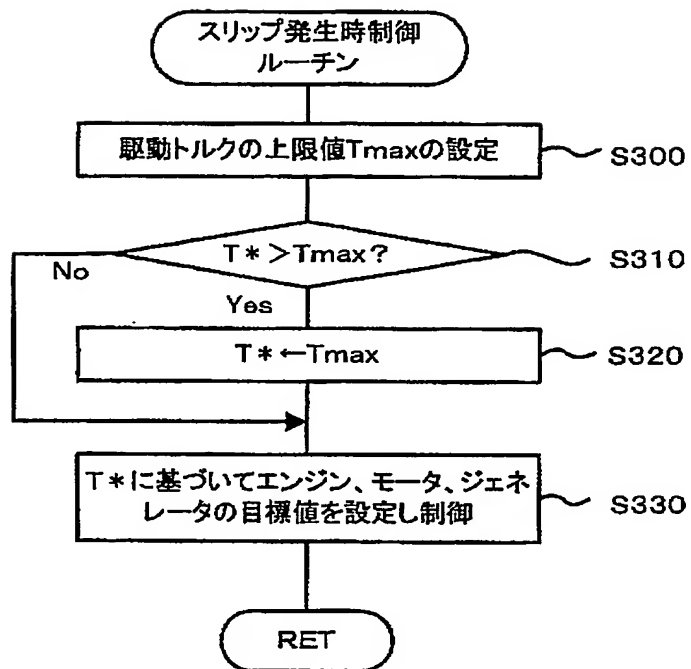 スリップ発生時制御
ルーチン
駆動トルクの上限値Tmaxの設定
S300
T*>Tmax?
S310
No
Yes
T*←Tmax
S320
T*に基づいてエンジン、モータ、ジェネ
レータの目標値を設定し制御
S330
RET